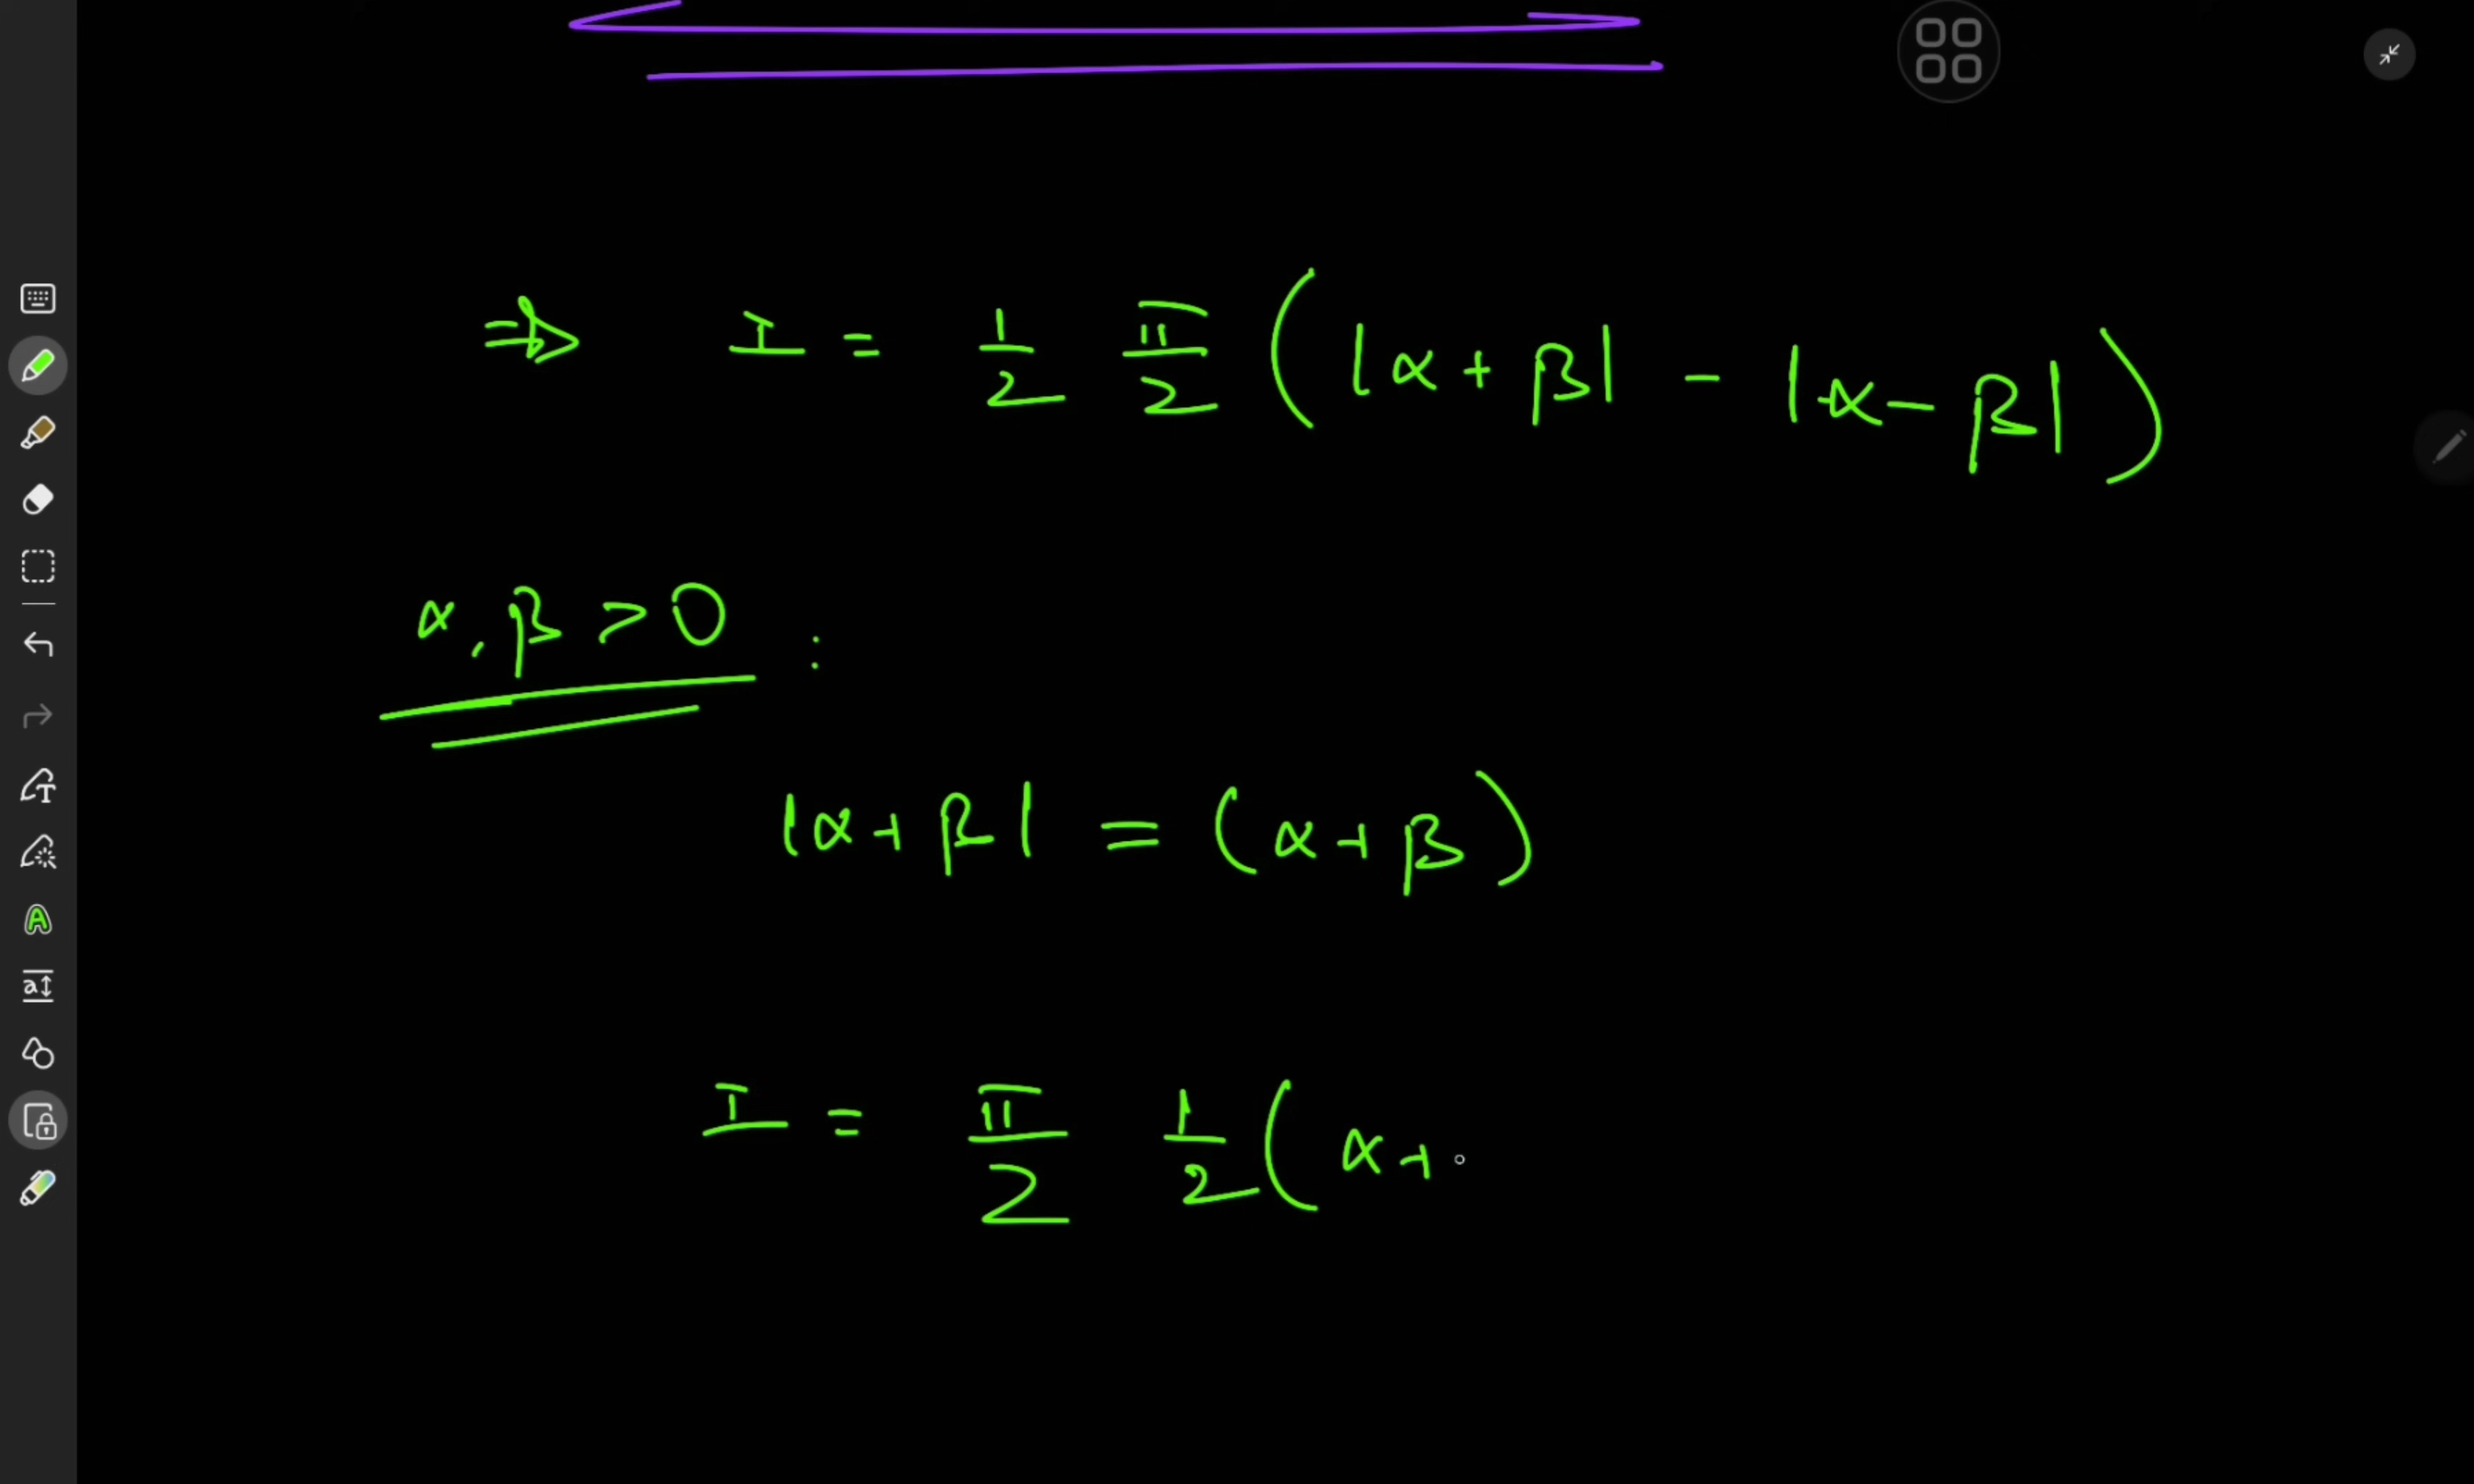 ⇒ I = 1/2 π/2 (|α + β| - |α - β|)
α, β > 0 :
|α + β| = (α + β)
I = π/2 1/2 (α +